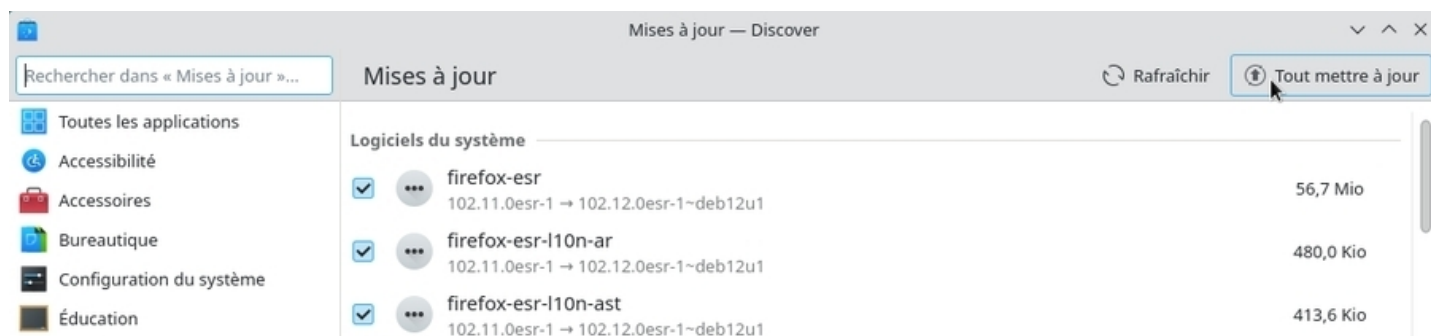 Mises à jour — Discover
Rechercher dans « Mises à jour »...
Mises à jour
Rafraîchir
Tout mettre à jour
Toutes les applications
Accessibilité
Accessoires
Bureautique
Configuration du système
Éducation
Logiciels du système
firefox-esr
56,7 Mio
102.11.0esr-1 → 102.12.0esr-1~deb12u1
firefox-esr-l10n-ar
480,0 Kio
102.11.0esr-1 → 102.12.0esr-1~deb12u1
firefox-esr-l10n-ast
413,6 Kio
102.11.0esr-1 → 102.12.0esr-1~deb12u1